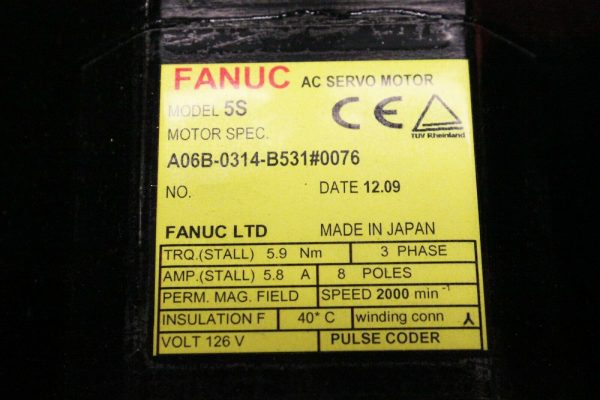 FANUC AC SERVO MOTOR
MODEL 5S
CE
TUV Rheinland
MOTOR SPEC.
A06B-0314-B531#0076
NO. DATE 12.09
FANUC LTD MADE IN JAPAN
TRQ.(STALL) 5.9 Nm 3 PHASE
AMP.(STALL) 5.8 A 8 POLES
PERM. MAG. FIELD SPEED 2000 min⁻¹
INSULATION F 40° C winding conn
VOLT 126 V PULSE CODER